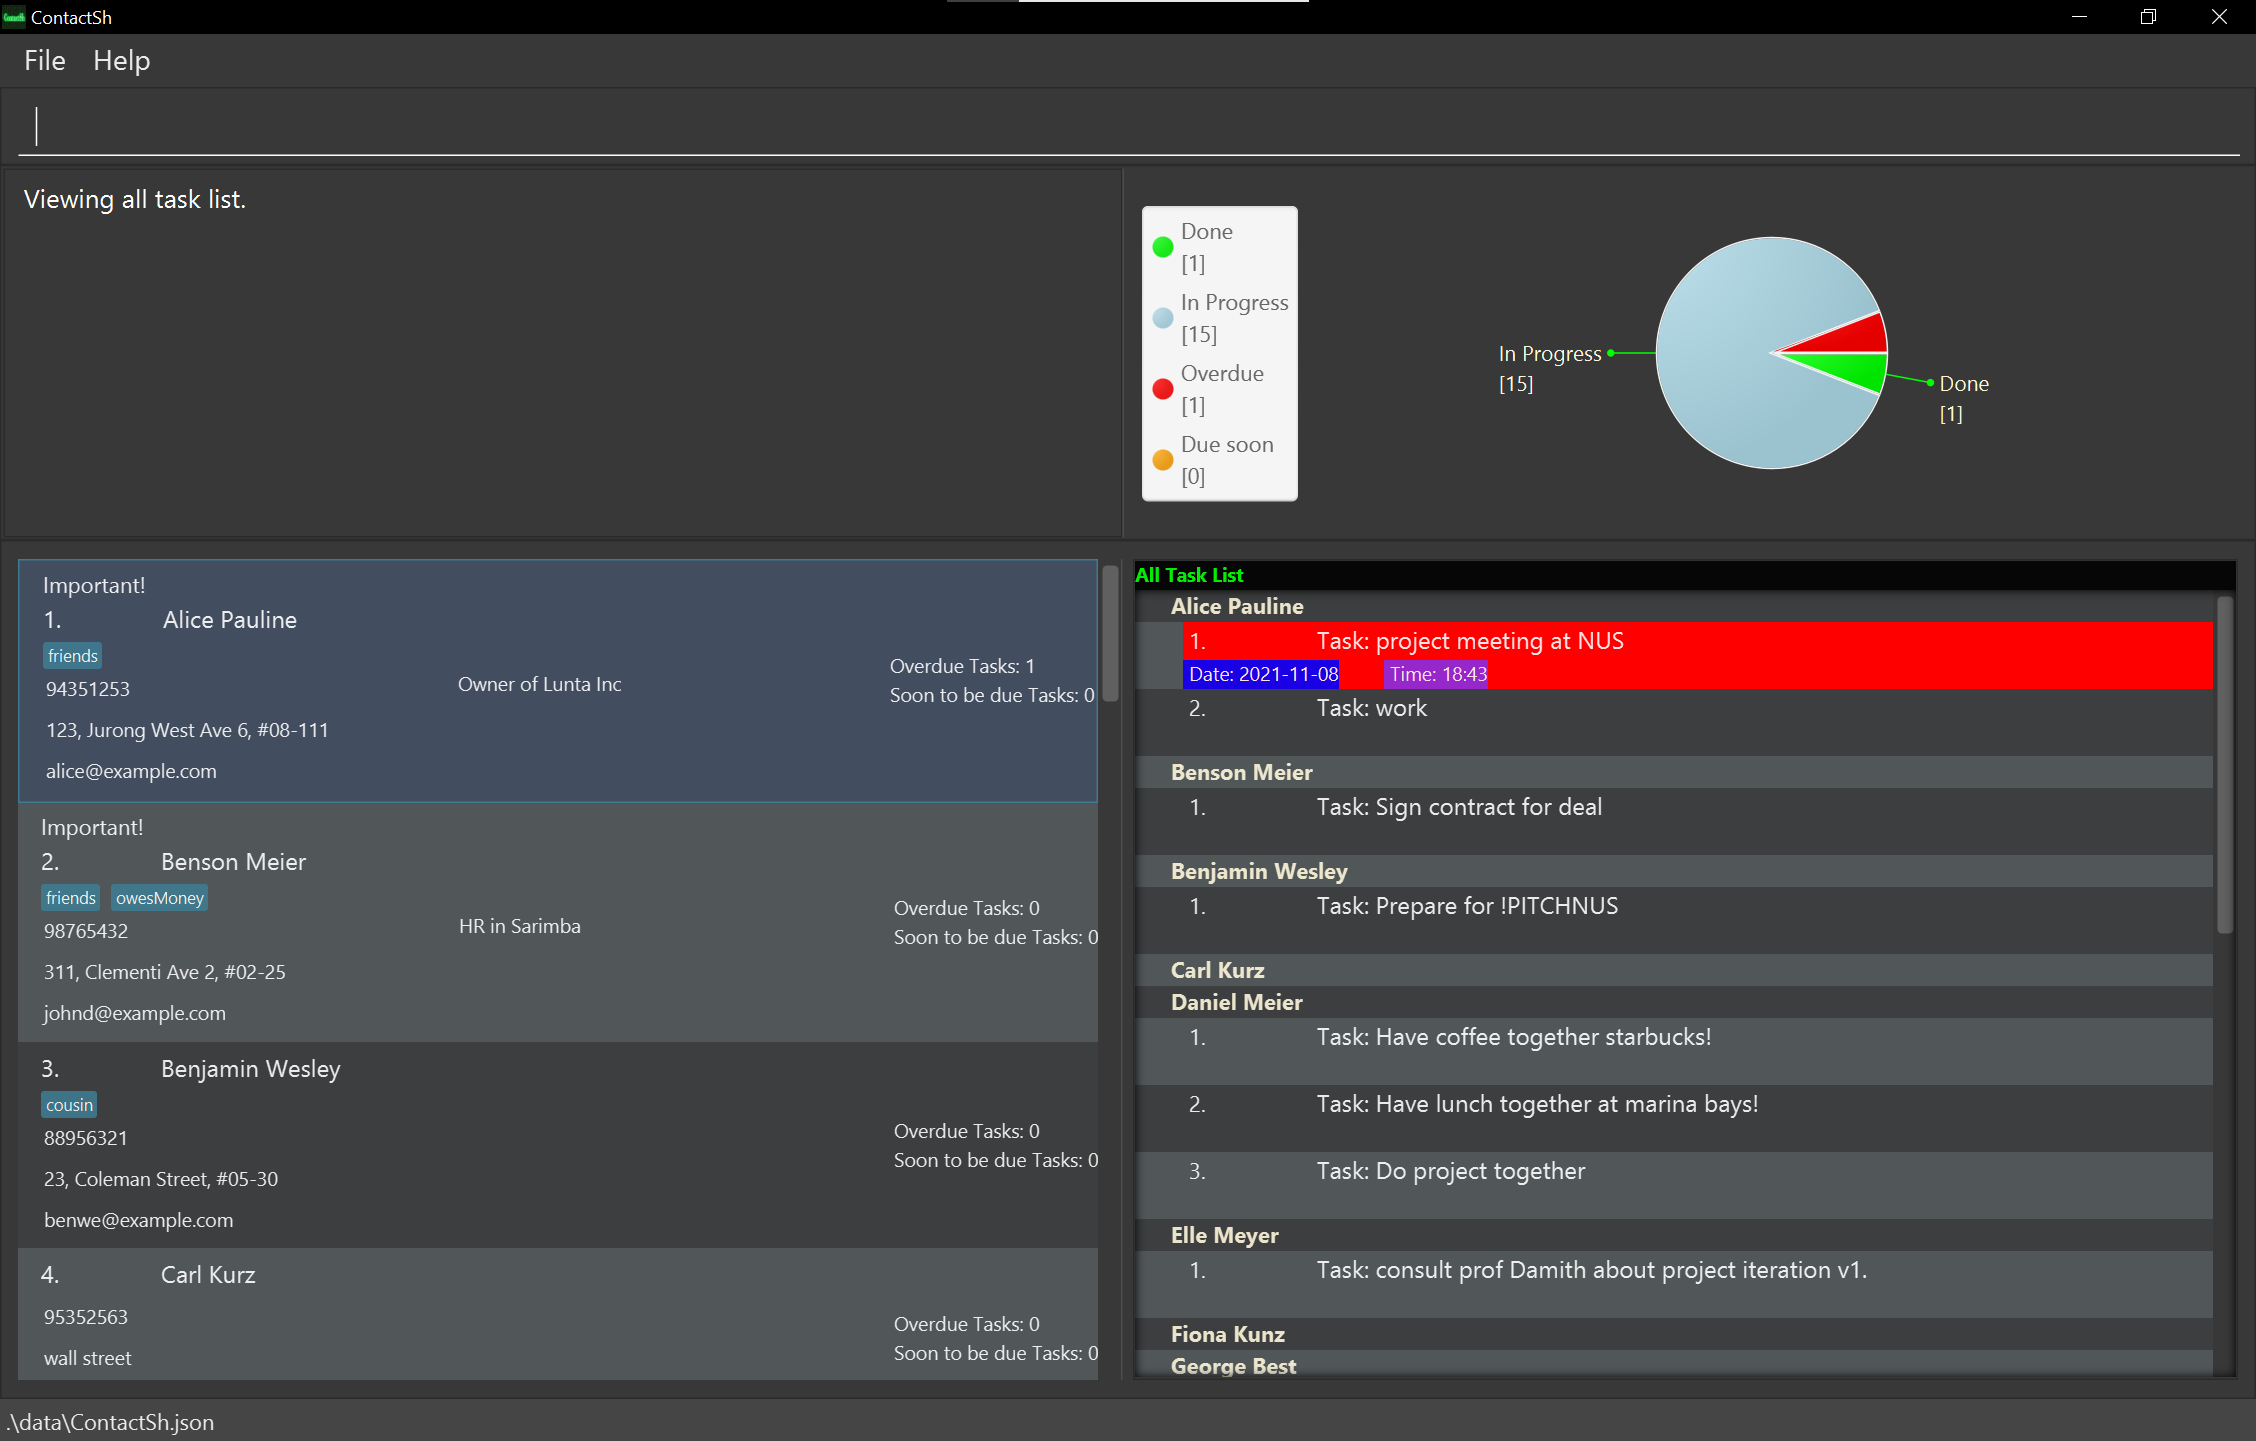 ContactSh
File Help
Viewing all task list.
Done
[1]
In Progress
[15]
Overdue
[1]
Due soon
[0]
In Progress
[15]
Done
[1]
Important!
1. Alice Pauline
friends
94351253
123, Jurong West Ave 6, #08-111
alice@example.com
Owner of Lunta Inc
Overdue Tasks: 1
Soon to be due Tasks: 0
Important!
2. Benson Meier
friends owesMoney
98765432
311, Clementi Ave 2, #02-25
johnd@example.com
HR in Sarimba
Overdue Tasks: 0
Soon to be due Tasks: 0
3. Benjamin Wesley
cousin
88956321
23, Coleman Street, #05-30
benwe@example.com
Overdue Tasks: 0
Soon to be due Tasks: 0
4. Carl Kurz
95352563
wall street
Overdue Tasks: 0
Soon to be due Tasks: 0
All Task List
Alice Pauline
1. Task: project meeting at NUS
Date: 2021-11-08 Time: 18:43
2. Task: work
Benson Meier
1. Task: Sign contract for deal
Benjamin Wesley
1. Task: Prepare for !PITCHNUS
Carl Kurz
Daniel Meier
1. Task: Have coffee together starbucks!
2. Task: Have lunch together at marina bays!
3. Task: Do project together
Elle Meyer
1. Task: consult prof Damith about project iteration v1.
Fiona Kunz
George Best
.\data\ContactSh.json